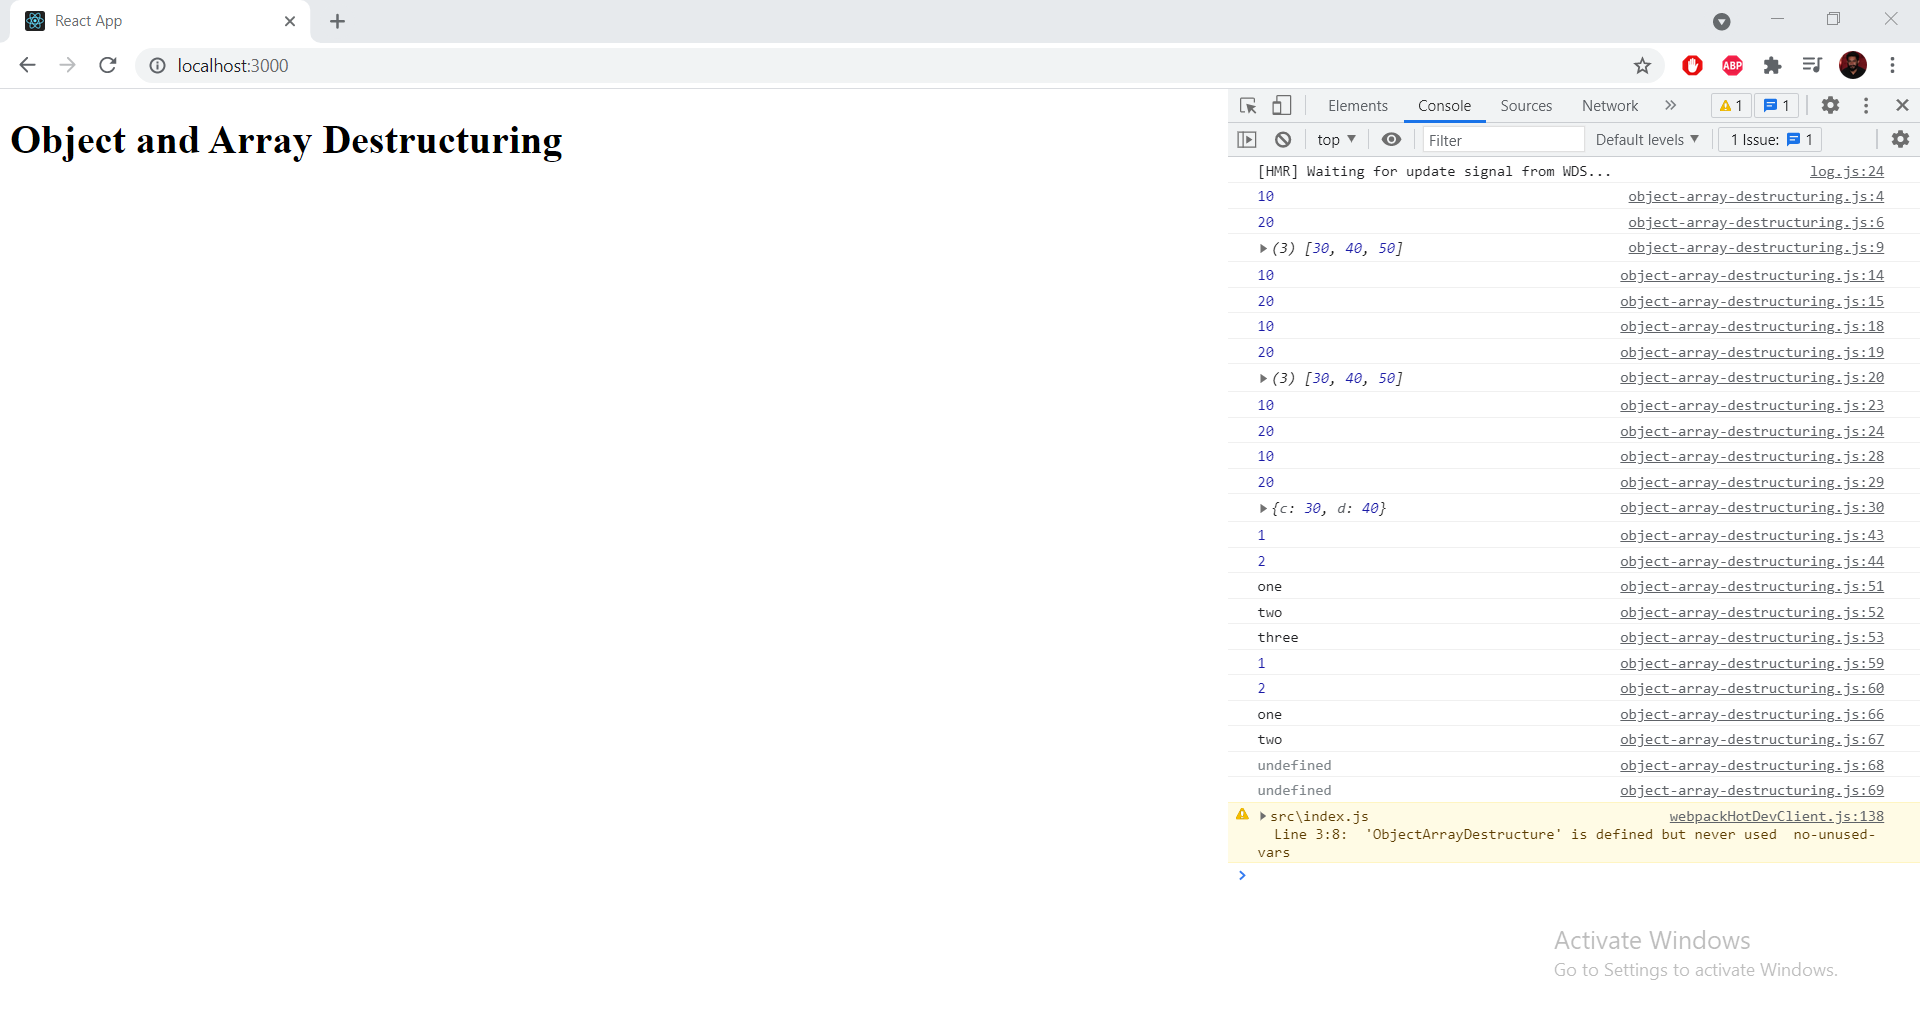 React App
localhost:3000
ABP
Object and Array Destructuring
Elements Console Sources Network 1 1
top Filter Default levels 1 Issue: 1
[HMR] Waiting for update signal from WDS... log.js:24
10 object-array-destructuring.js:4
20 object-array-destructuring.js:6
(3) [30, 40, 50] object-array-destructuring.js:9
10 object-array-destructuring.js:14
20 object-array-destructuring.js:15
10 object-array-destructuring.js:18
20 object-array-destructuring.js:19
(3) [30, 40, 50] object-array-destructuring.js:20
10 object-array-destructuring.js:23
20 object-array-destructuring.js:24
10 object-array-destructuring.js:28
20 object-array-destructuring.js:29
{c: 30, d: 40} object-array-destructuring.js:30
1 object-array-destructuring.js:43
2 object-array-destructuring.js:44
one object-array-destructuring.js:51
two object-array-destructuring.js:52
three object-array-destructuring.js:53
1 object-array-destructuring.js:59
2 object-array-destructuring.js:60
one object-array-destructuring.js:66
two object-array-destructuring.js:67
undefined object-array-destructuring.js:68
undefined object-array-destructuring.js:69
src\index.js webpackHotDevClient.js:138
Line 3:8: 'ObjectArrayDestructure' is defined but never used no-unused-
vars
Activate Windows
Go to Settings to activate Windows.